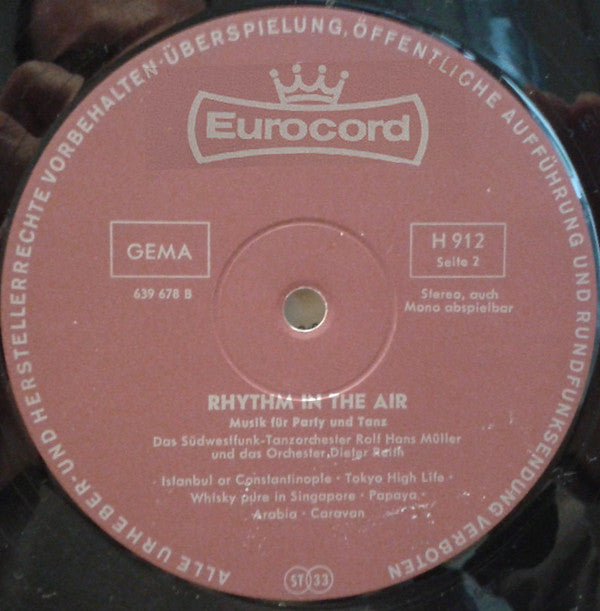 ALLE URHEBER- UND HERSTELLERRECHTE VORBEHALTEN · ÜBERSPIELUNG, ÖFFENTLICHE AUFFÜHRUNG UND RUNDFUNKSENDUNG VERBOTEN
Eurocord
GEMA
639 678 B
H 912
Seite 2
Stereo, auch
Mono abspielbar
RHYTHM IN THE AIR
Musik für Party und Tanz
Das Südwestfunk-Tanzorchester Rolf Hans Müller
und das Orchester Dieter Reith
Istanbul or Constantinople · Tokyo High Life ·
Whisky pure in Singapore · Papaya
Arabia · Caravan
ST 33